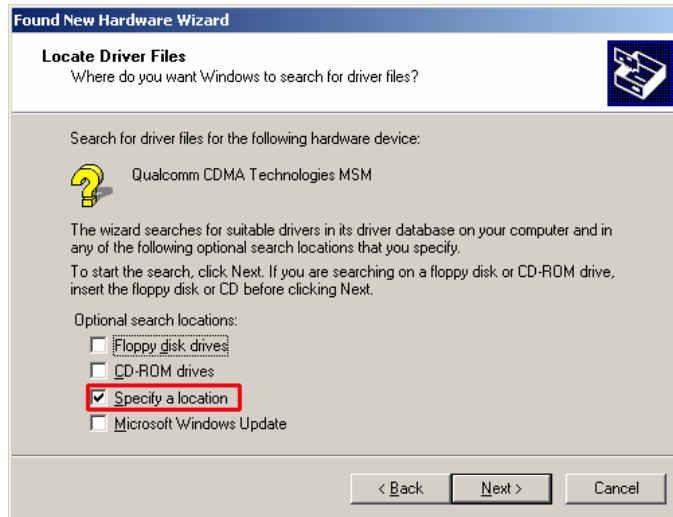 Found New Hardware Wizard
Locate Driver Files
Where do you want Windows to search for driver files?
Search for driver files for the following hardware device:
Qualcomm CDMA Technologies MSM
The wizard searches for suitable drivers in its driver database on your computer and in
any of the following optional search locations that you specify.
To start the search, click Next. If you are searching on a floppy disk or CD-ROM drive,
insert the floppy disk or CD before clicking Next.
Optional search locations:
Floppy disk drives
CD-ROM drives
Specify a location
Microsoft Windows Update
< Back Next > Cancel